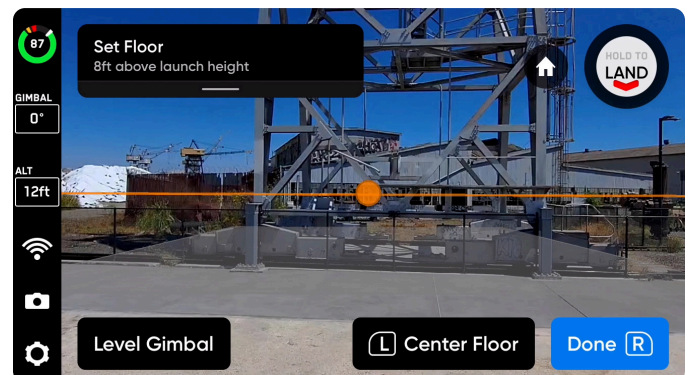 87
Set Floor
8ft above launch height
HOLD TO
LAND
GIMBAL
0°
ALT
12ft
Level Gimbal
L Center Floor
Done R